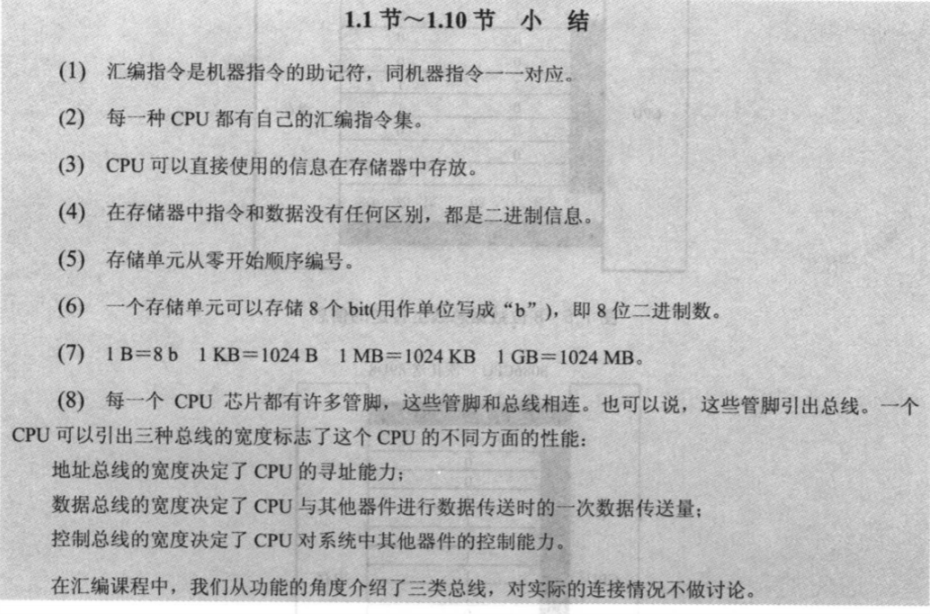 1.1 节～1.10 节 小 结
(1) 汇编指令是机器指令的助记符，同机器指令一一对应。
(2) 每一种 CPU 都有自己的汇编指令集。
(3) CPU 可以直接使用的信息在存储器中存放。
(4) 在存储器中指令和数据没有任何区别，都是二进制信息。
(5) 存储单元从零开始顺序编号。
(6) 一个存储单元可以存储 8 个 bit(用作单位写成“b”)，即 8 位二进制数。
(7) 1 B＝8 b 1 KB＝1024 B 1 MB＝1024 KB 1 GB＝1024 MB。
(8) 每一个 CPU 芯片都有许多管脚，这些管脚和总线相连。也可以说，这些管脚引出总线。一个
CPU 可以引出三种总线的宽度标志了这个 CPU 的不同方面的性能：
地址总线的宽度决定了 CPU 的寻址能力；
数据总线的宽度决定了 CPU 与其他器件进行数据传送时的一次数据传送量；
控制总线的宽度决定了 CPU 对系统中其他器件的控制能力。
在汇编课程中，我们从功能的角度介绍了三类总线，对实际的连接情况不做讨论。